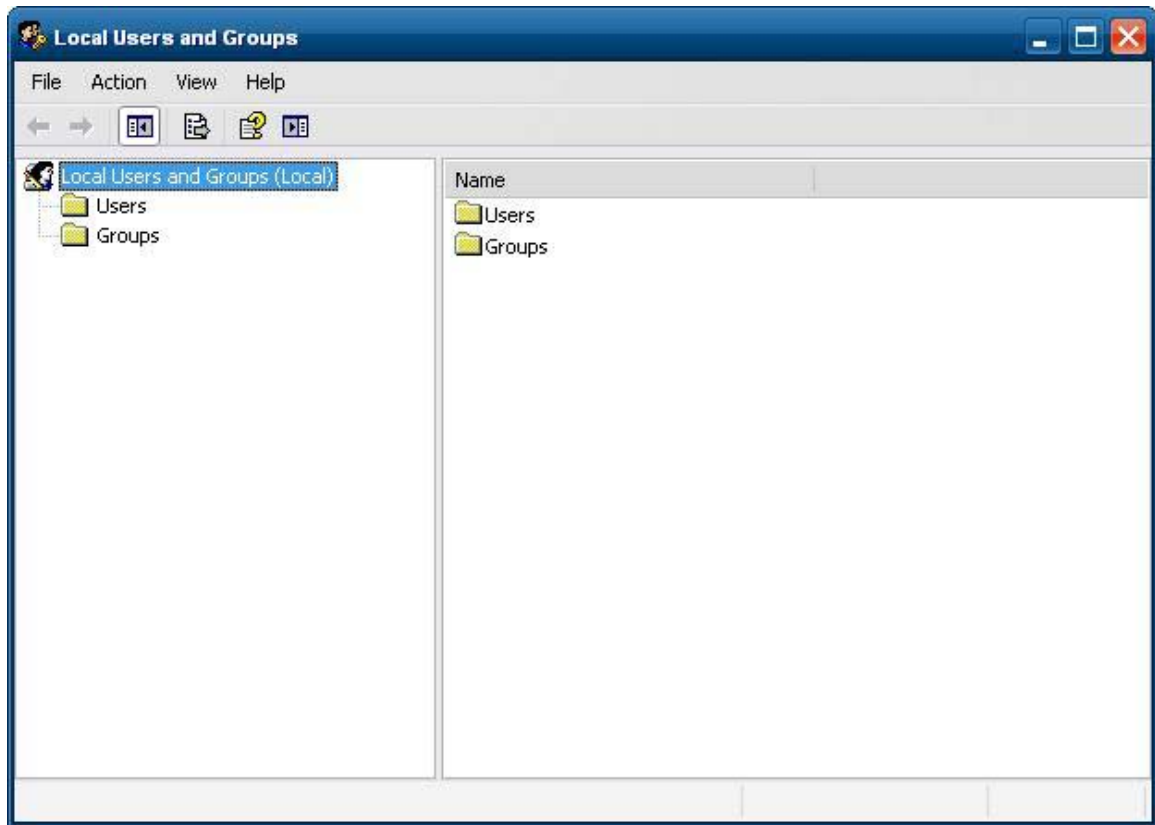 Local Users and Groups
File Action View Help
Local Users and Groups (Local)
Users
Groups
Name
Users
Groups